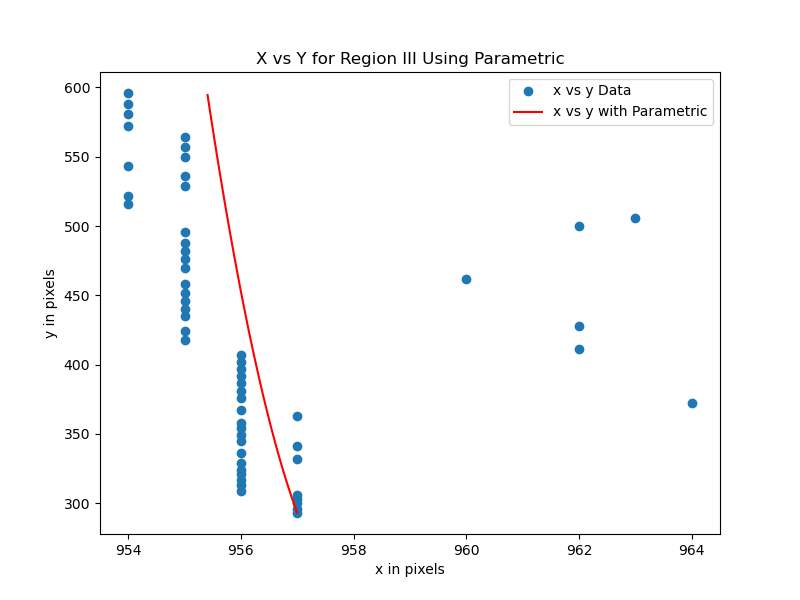 X vs Y for Region III Using Parametric
x vs y Data
x vs y with Parametric
600
550
500
450
400
350
300
y in pixels
954
956
958
960
962
964
x in pixels